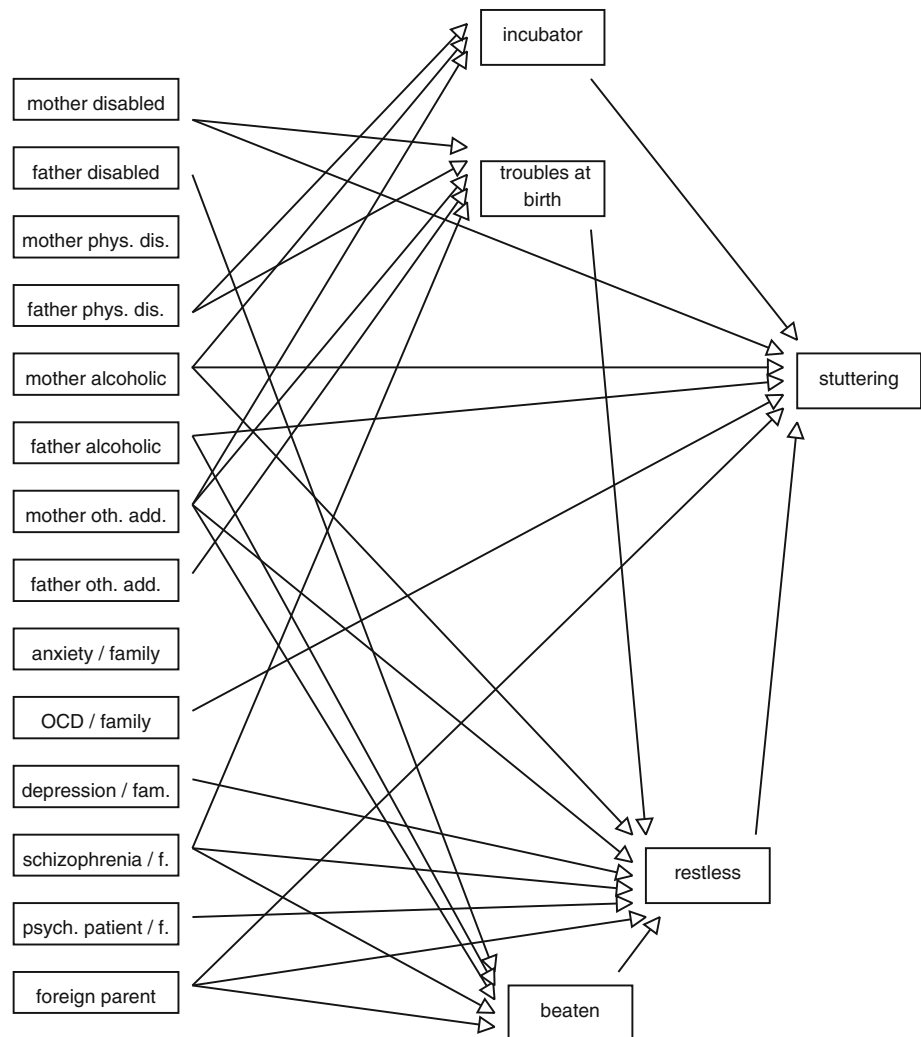 incubator
mother disabled
troubles at
birth
father disabled
mother phys. dis.
father phys. dis.
mother alcoholic
stuttering
father alcoholic
mother oth. add.
father oth. add.
anxiety / family
OCD / family
depression / fam.
schizophrenia / f.
restless
psych. patient / f.
foreign parent
beaten